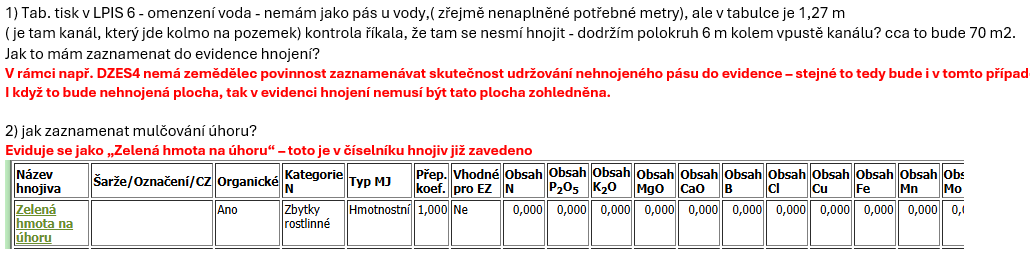 1) Tab. tisk v LPIS 6 - omenzení voda - nemám jako pás u vody,( zřejmě nenaplněné potřebné metry), ale v tabulce je 1,27 m
( je tam kanál, který jde kolmo na pozemek) kontrola říkala, že tam se nesmí hnojit - dodržím polokruh 6 m kolem vpustě kanálu? cca to bude 70 m2.
Jak to mám zaznamenat do evidence hnojení?
V rámci např. DZES4 nemá zemědělec povinnost zaznamenávat skutečnost udržování nehnojeného pásu do evidence – stejné to tedy bude i v tomto případ
I když to bude nehnojená plocha, tak v evidenci hnojení nemusí být tato plocha zohledněna.
2) jak zaznamenat mulčování úhoru?
Eviduje se jako „Zelená hmota na úhoru“ – toto je v číselníku hnojiv již zavedeno
Název hnojiva Šarže/Označení/CZ Organické Kategorie N Typ MJ Přep. koef. Vhodné pro EZ Obsah N Obsah P2O5 Obsah K2O Obsah MgO Obsah CaO Obsah B Obsah Cl Obsah Cu Obsah Fe Obsah Mn Obs Mo
Zelená hmota na úhoru Ano Zbytky rostlinné Hmotnostní 1,000 Ne 0,000 0,000 0,000 0,000 0,000 0,000 0,000 0,000 0,000 0,000 0,